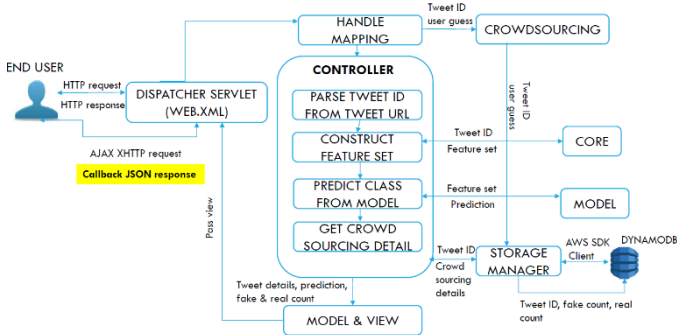 HANDLE
MAPPING
Tweet ID
user guess
CROWDSOURCING
END USER
HTTP request
HTTP response
DISPATCHER SERVLET
(WEB.XML)
AJAX XHTTP request
Callback JSON response
Pass view
CONTROLLER
PARSE TWEET ID
FROM TWEET URL
CONSTRUCT
FEATURE SET
PREDICT CLASS
FROM MODEL
GET CROWD
SOURCING DETAIL
Tweet ID
user guess
Tweet ID
Feature set
CORE
Feature set
Prediction
MODEL
Tweet ID
Crowd
sourcing
details
STORAGE
MANAGER
AWS SDK
Client
DYNAMODB
Tweet ID, fake count, real
count
Tweet details, prediction,
fake & real count
MODEL & VIEW